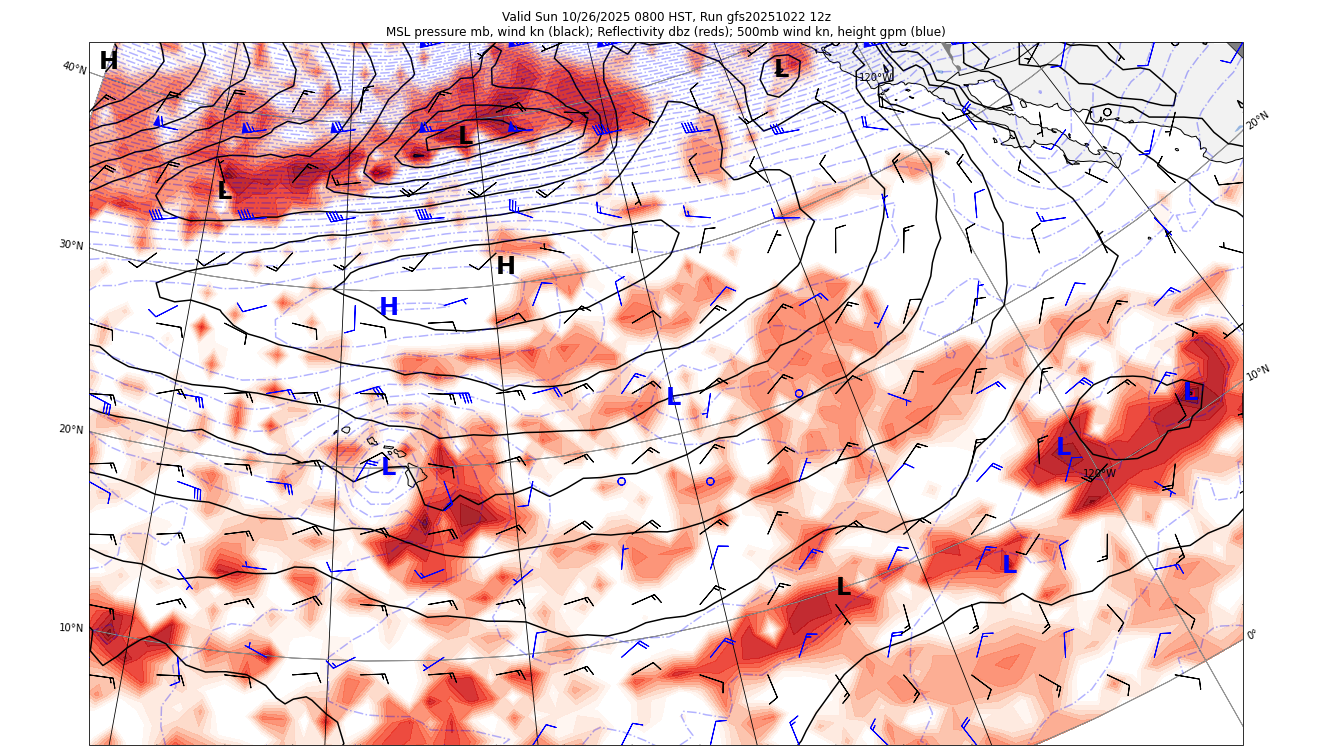 Valid Sun 10/26/2025 0800 HST, Run gfs20251022 12z
MSL pressure mb, wind kn (black); Reflectivity dbz (reds); 500mb wind kn, height gpm (blue)
H
40°N
L
120°W
20°N
L
L
30°N
H
H
10°N
L
L
20°N
L
L
120°W
L
L
10°N
0°